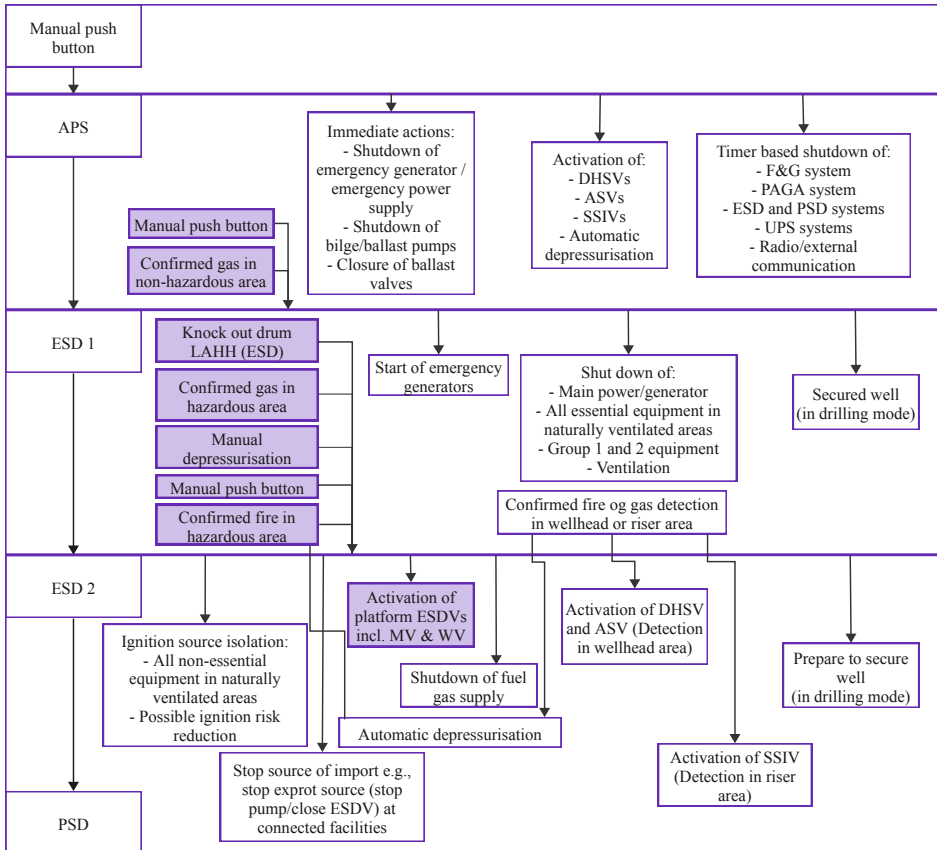 Manual push
button
APS
Immediate actions:
- Shutdown of
emergency generator /
emergency power
supply
- Shutdown of
bilge/ballast pumps
- Closure of ballast
valves
Activation of:
- DHSVs
- ASVs
- SSIVs
- Automatic
depressurisation
Timer based shutdown of:
- F&G system
- PAGA system
- ESD and PSD systems
- UPS systems
- Radio/external
communication
Manual push button
Confirmed gas in
non-hazardous area
ESD 1
Knock out drum
LAHH (ESD)
Confirmed gas in
hazardous area
Manual
depressurisation
Manual push button
Confirmed fire in
hazardous area
Start of emergency
generators
Shut down of:
- Main power/generator
- All essential equipment in
naturally ventilated areas
- Group 1 and 2 equipment
- Ventilation
Secured well
(in drilling mode)
Confirmed fire og gas detection
in wellhead or riser area
ESD 2
Ignition source isolation:
- All non-essential
equipment in naturally
ventilated areas
- Possible ignition risk
reduction
Activation of
platform ESDVs
incl. MV & WV
Shutdown of fuel
gas supply
Activation of DHSV
and ASV (Detection
in wellhead area)
Prepare to secure
well
(in drilling mode)
Automatic depressurisation
Stop source of import e.g.,
stop exprot source (stop
pump/close ESDV) at
connected facilities
Activation of SSIV
(Detection in riser
area)
PSD